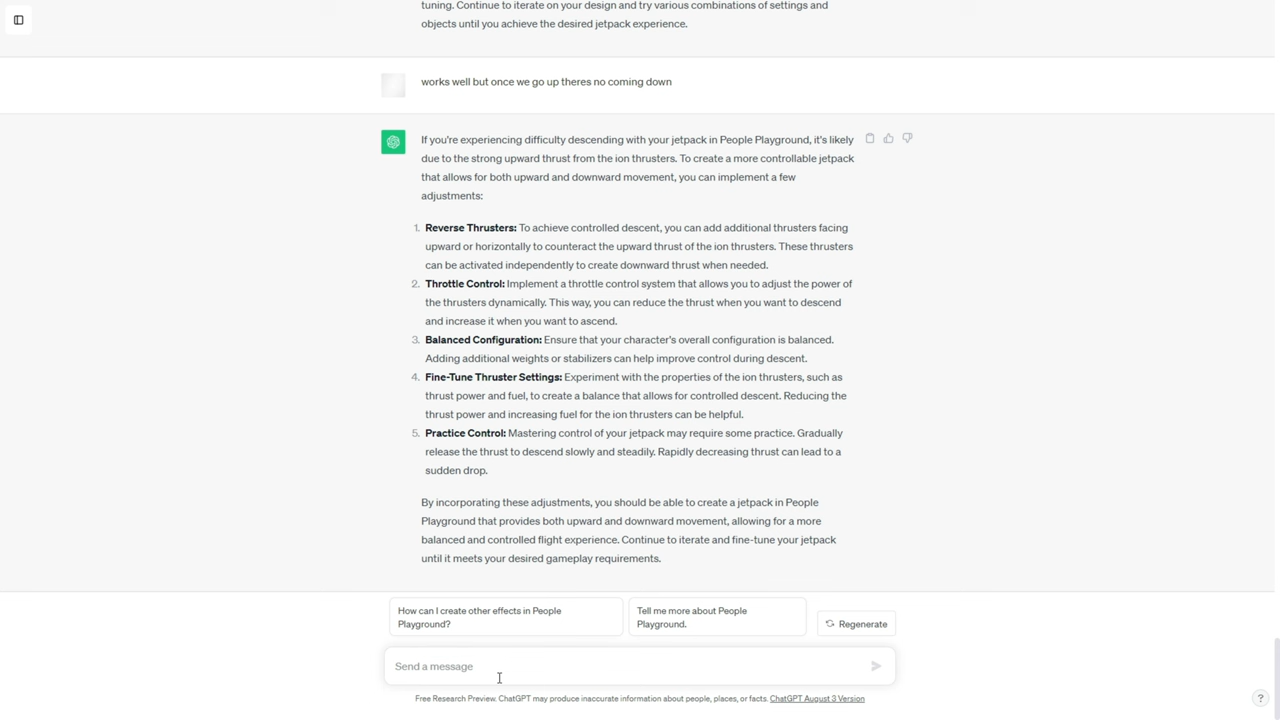 tuning. Continue to iterate on your design and try various combinations of settings and
objects until you achieve the desired jetpack experience.
works well but once we go up theres no coming down
If you're experiencing difficulty descending with your jetpack in People Playground, it's likely
due to the strong upward thrust from the ion thrusters. To create a more controllable jetpack
that allows for both upward and downward movement, you can implement a few
adjustments:
1. Reverse Thrusters: To achieve controlled descent, you can add additional thrusters facing
upward or horizontally to counteract the upward thrust of the ion thrusters. These thrusters
can be activated independently to create downward thrust when needed.
2. Throttle Control: Implement a throttle control system that allows you to adjust the power of
the thrusters dynamically. This way, you can reduce the thrust when you want to descend
and increase it when you want to ascend.
3. Balanced Configuration: Ensure that your character's overall configuration is balanced.
Adding additional weights or stabilizers can help improve control during descent.
4. Fine-Tune Thruster Settings: Experiment with the properties of the ion thrusters, such as
thrust power and fuel, to create a balance that allows for controlled descent. Reducing the
thrust power and increasing fuel for the ion thrusters can be helpful.
5. Practice Control: Mastering control of your jetpack may require some practice. Gradually
release the thrust to descend slowly and steadily. Rapidly decreasing thrust can lead to a
sudden drop.
By incorporating these adjustments, you should be able to create a jetpack in People
Playground that provides both upward and downward movement, allowing for a more
balanced and controlled flight experience. Continue to iterate and fine-tune your jetpack
until it meets your desired gameplay requirements.
How can I create other effects in People
Playground?
Tell me more about People
Playground.
Regenerate
Send a message
Free Research Preview. ChatGPT may produce inaccurate information about people, places, or facts. ChatGPT August 3 Version
?